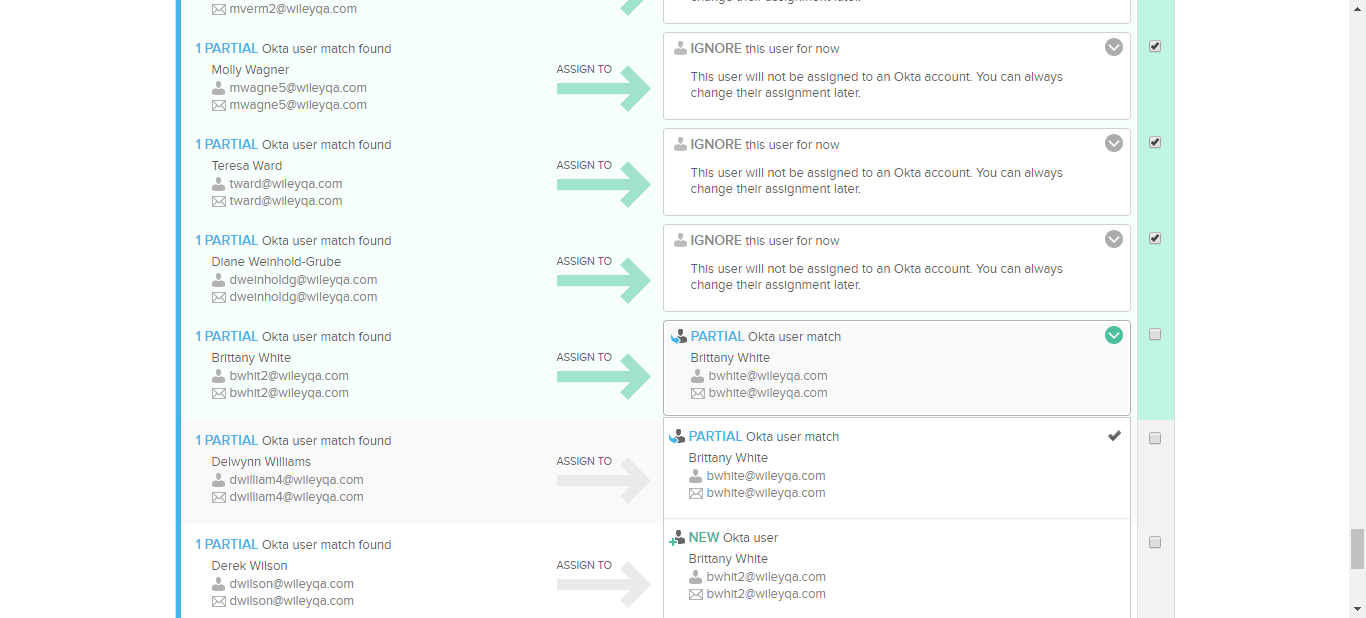 mverm2@wileyqa.com
change their assignment later.
1 PARTIAL Okta user match found
Molly Wagner
mwagne5@wileyqa.com
mwagne5@wileyqa.com
ASSIGN TO
IGNORE this user for now
This user will not be assigned to an Okta account. You can always
change their assignment later.
1 PARTIAL Okta user match found
Teresa Ward
tward@wileyqa.com
tward@wileyqa.com
ASSIGN TO
IGNORE this user for now
This user will not be assigned to an Okta account. You can always
change their assignment later.
1 PARTIAL Okta user match found
Diane Weinhold-Grube
dweinholdg@wileyqa.com
dweinholdg@wileyqa.com
ASSIGN TO
IGNORE this user for now
This user will not be assigned to an Okta account. You can always
change their assignment later.
1 PARTIAL Okta user match found
Brittany White
bwhit2@wileyqa.com
bwhit2@wileyqa.com
ASSIGN TO
PARTIAL Okta user match
Brittany White
bwhite@wileyqa.com
bwhite@wileyqa.com
1 PARTIAL Okta user match found
Delwynn Williams
dwilliam4@wileyqa.com
dwilliam4@wileyqa.com
ASSIGN TO
PARTIAL Okta user match
Brittany White
bwhite@wileyqa.com
bwhite@wileyqa.com
1 PARTIAL Okta user match found
Derek Wilson
dwilson@wileyqa.com
dwilson@wileyqa.com
ASSIGN TO
NEW Okta user
Brittany White
bwhit2@wileyqa.com
bwhit2@wileyqa.com